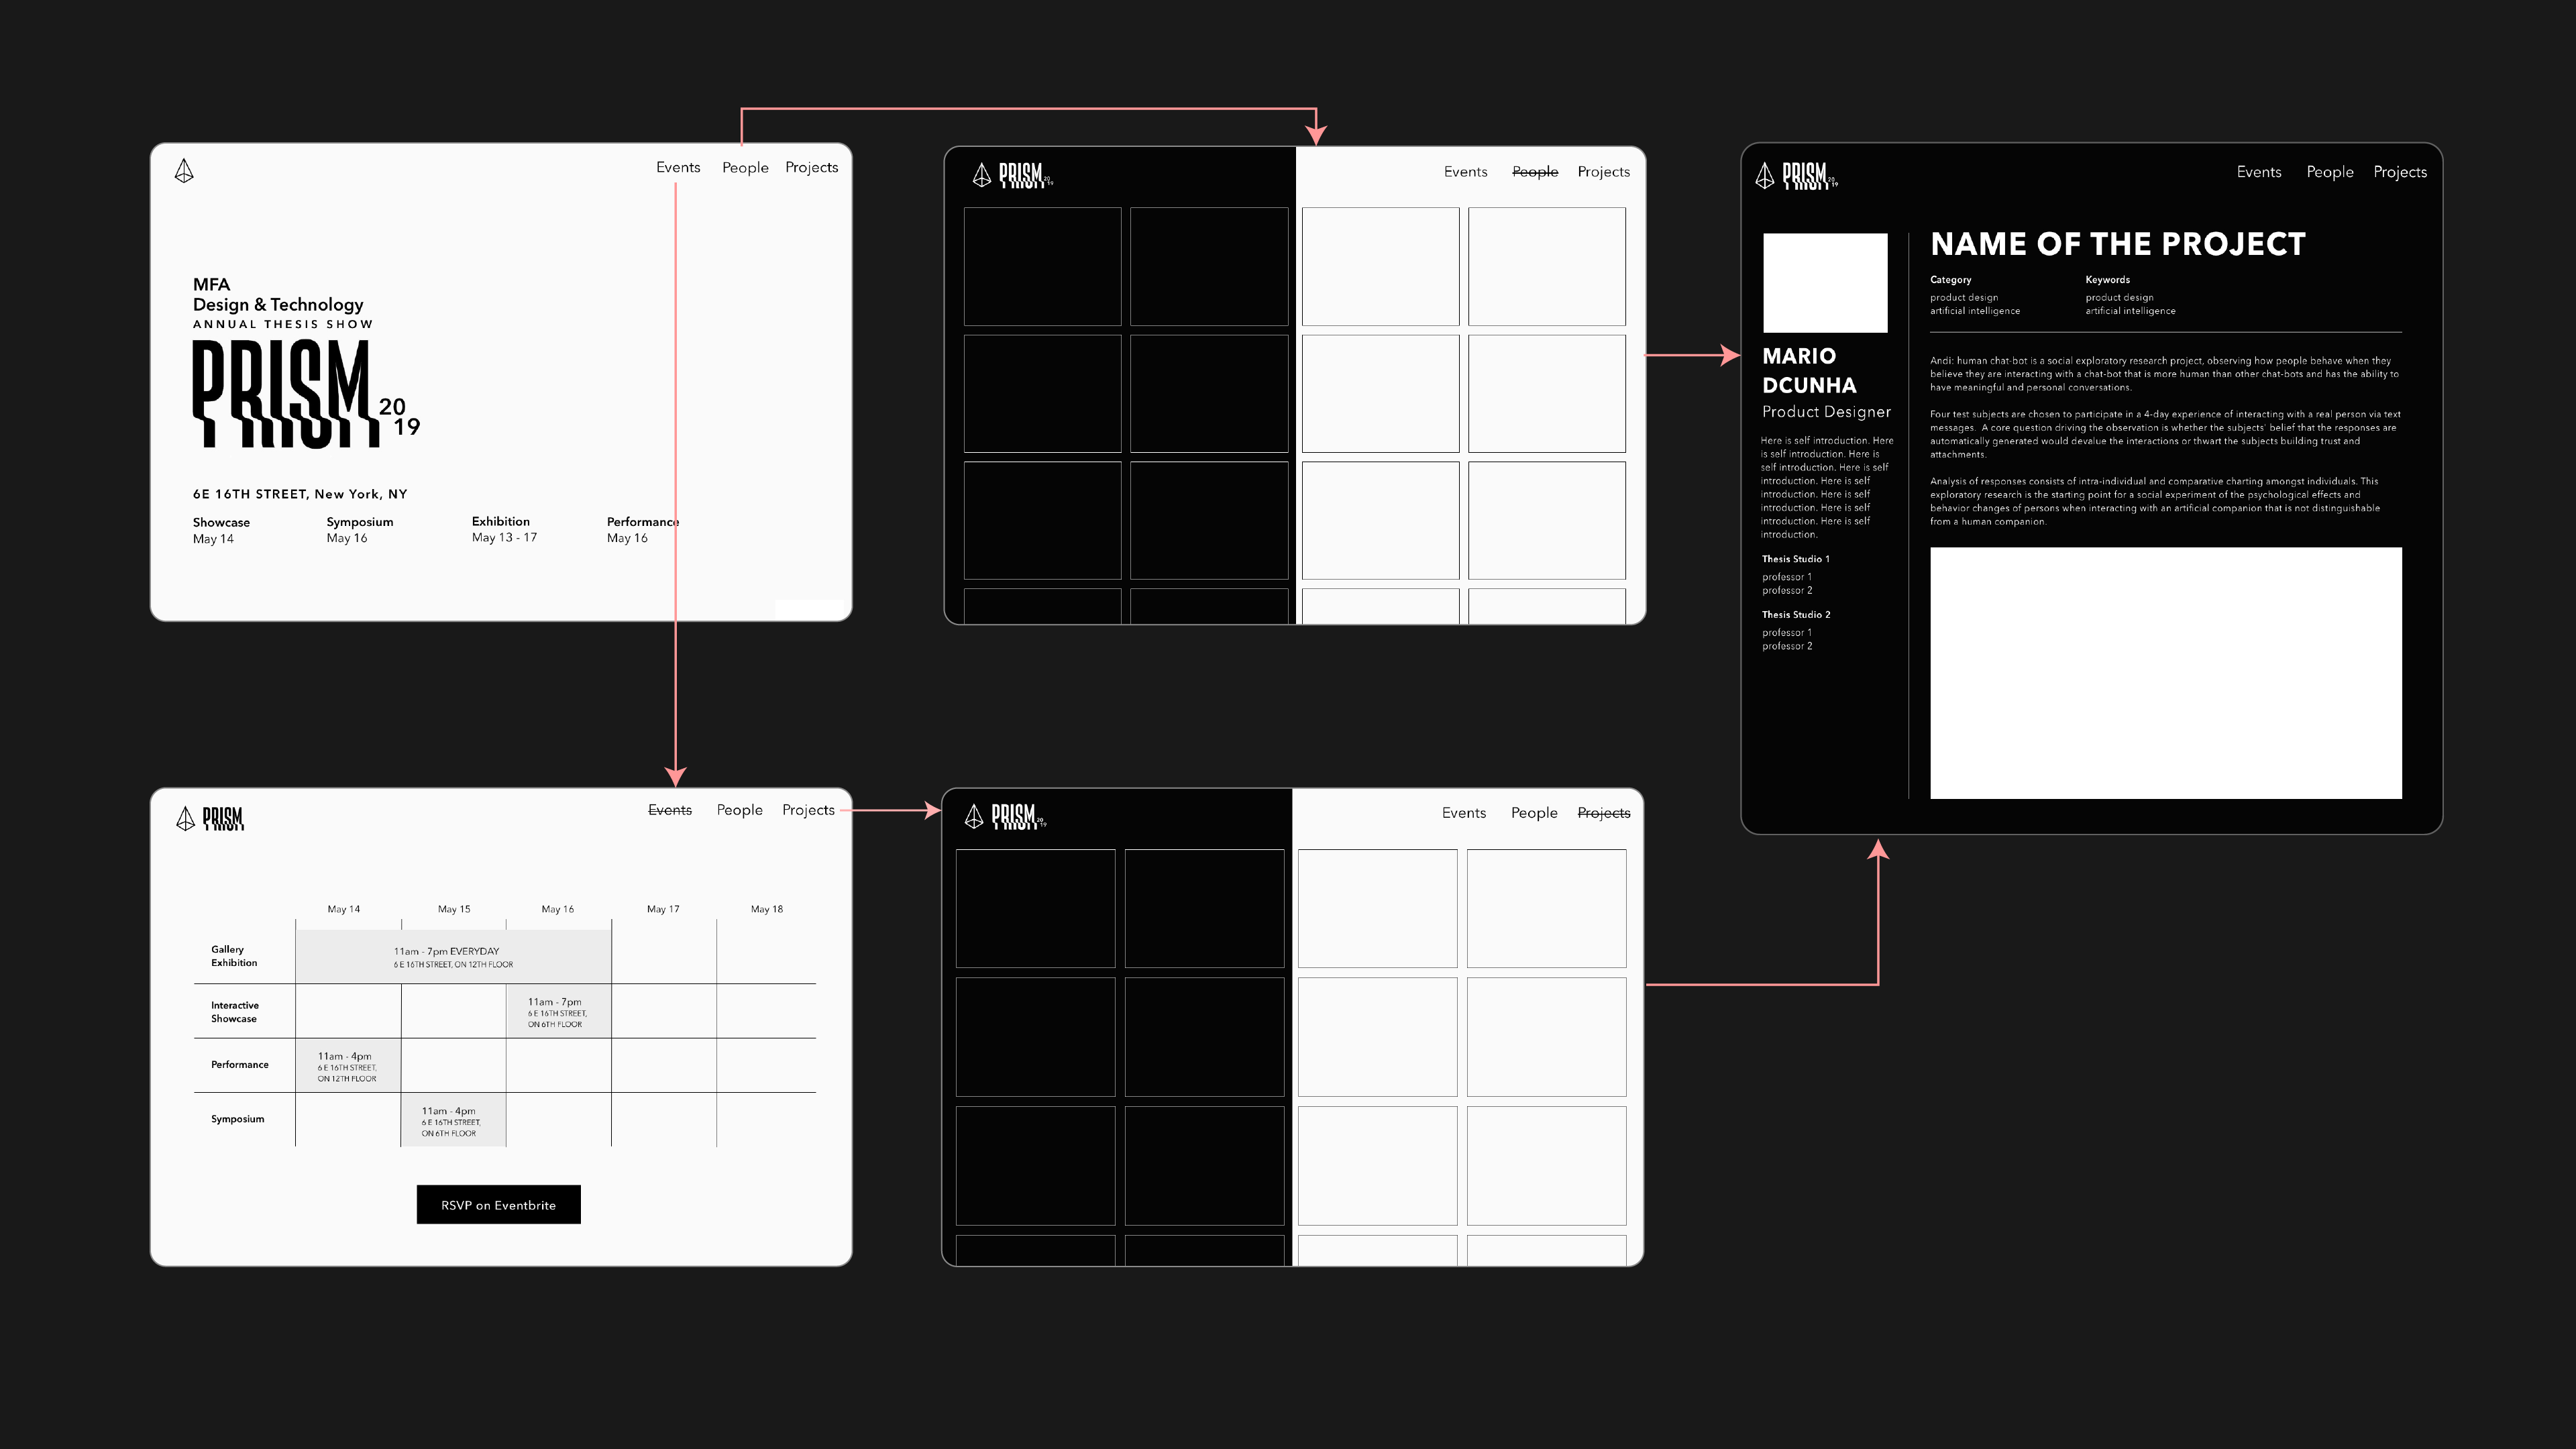 Events People Projects
MFA
Design & Technology
ANNUAL THESIS SHOW
PRISM 20
19
6E 16TH STREET, New York, NY
Showcase Symposium Exhibition Performance
May 14 May 16 May 13 - 17 May 16
PRISM 20
19
Events People Projects
PRISM 20
19
Events People Projects
NAME OF THE PROJECT
Category Keywords
product design product design
artificial intelligence artificial intelligence
MARIO
DCUNHA
Product Designer
Here is self introduction. Here
is self introduction. Here is
self introduction. Here is self
introduction. Here is self
introduction. Here is self
introduction. Here is self
introduction. Here is self
introduction.
Thesis Studio 1
professor 1
professor 2
Thesis Studio 2
professor 1
professor 2
Andi: human chat-bot is a social exploratory research project, observing how people behave when they
believe they are interacting with a chat-bot that is more human than other chat-bots and has the ability to
have meaningful and personal conversations.
Four test subjects are chosen to participate in a 4-day experience of interacting with a real person via text
messages. A core question driving the observation is whether the subjects' belief that the responses are
automatically generated would devalue the interactions or thwart the subjects building trust and
attachments.
Analysis of responses consists of intra-individual and comparative charting amongst individuals. This
exploratory research is the starting point for a social experiment of the psychological effects and
behavior changes of persons when interacting with an artificial companion that is not distinguishable
from a human companion.
PRISM
Events People Projects
May 14 May 15 May 16 May 17 May 18
Gallery
Exhibition
11am - 7pm EVERYDAY
6 E 16TH STREET, ON 12TH FLOOR
Interactive
Showcase
11am - 7pm
6 E 16TH STREET,
ON 6TH FLOOR
Performance
11am - 4pm
6 E 16TH STREET,
ON 12TH FLOOR
Symposium
11am - 4pm
6 E 16TH STREET,
ON 6TH FLOOR
RSVP on Eventbrite
PRISM 20
19
Events People Projects